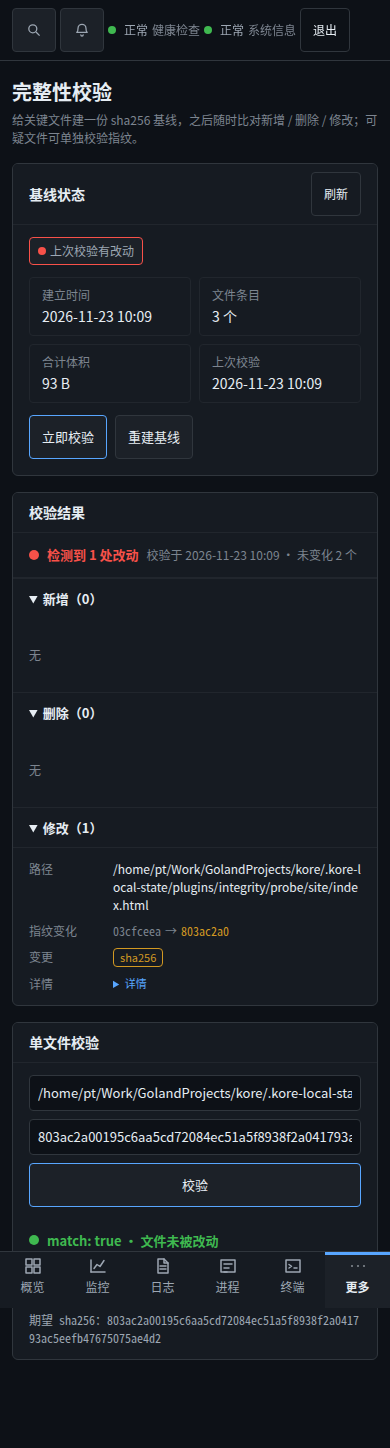 正常 健康检查 正常 系统信息 退出
完整性校验
给关键文件建一份 sha256 基线，之后随时比对新增 / 删除 / 修改；可
疑文件可单独校验指纹。
基线状态
刷新
上次校验有改动
建立时间
2026-11-23 10:09
文件条目
3 个
合计体积
93 B
上次校验
2026-11-23 10:09
立即校验
重建基线
校验结果
检测到 1 处改动 校验于 2026-11-23 10:09 · 未变化 2 个
▼ 新增（0）
无
▼ 删除（0）
无
▼ 修改（1）
路径
/home/pt/Work/GolandProjects/kore/.kore-l
ocal-state/plugins/integrity/probe/site/inde
x.html
指纹变化
03cfceea → 803ac2a0
变更
sha256
详情
▶ 详情
单文件校验
/home/pt/Work/GolandProjects/kore/.kore-local-sta
803ac2a00195c6aa5cd72084ec51a5f8938f2a041793a
校验
match: true · 文件未被改动
概览
监控
日志
进程
终端
更多
期望 sha256：803ac2a00195c6aa5cd72084ec51a5f8938f2a0417
93ac5eefb47675075ae4d2